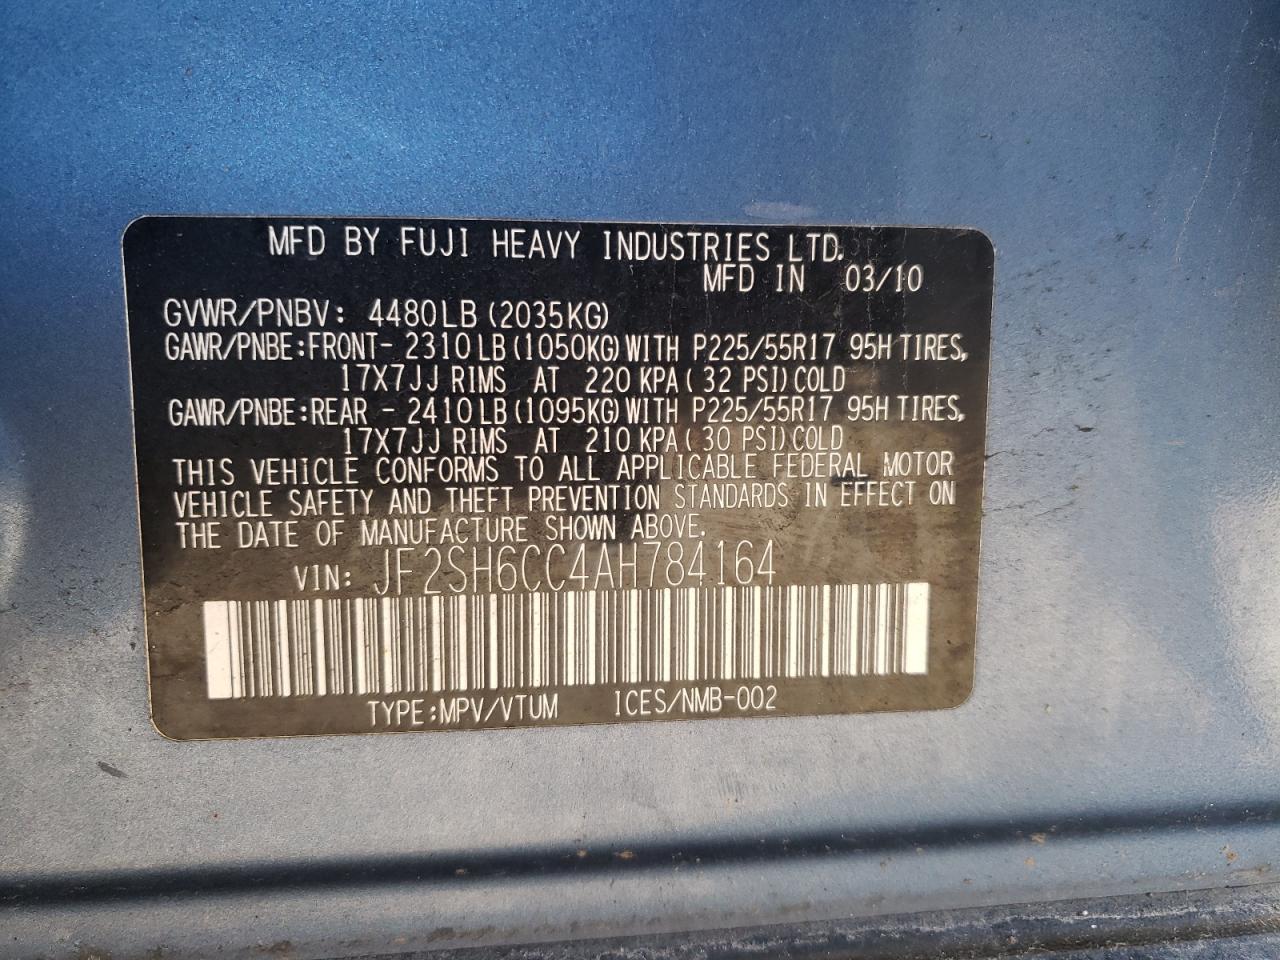 MFD BY FUJI HEAVY INDUSTRIES LTD.
MFD IN 03/10
GVWR/PNBV: 4480LB(2035KG)
GAWR/PNBE:FRONT- 2310LB(1050KG)WITH P225/55R17 95H TIRES,
17X7JJ RIMS AT 220 KPA( 32 PSI)COLD
GAWR/PNBE:REAR - 2410LB(1095KG)WITH P225/55R17 95H TIRES,
17X7JJ RIMS AT 210 KPA( 30 PSI)COLD
THIS VEHICLE CONFORMS TO ALL APPLICABLE FEDERAL MOTOR
VEHICLE SAFETY AND THEFT PREVENTION STANDARDS IN EFFECT ON
THE DATE OF MANUFACTURE SHOWN ABOVE.
VIN: JF2SH6CC4AH784164
TYPE:MPV/VTUM ICES/NMB-002